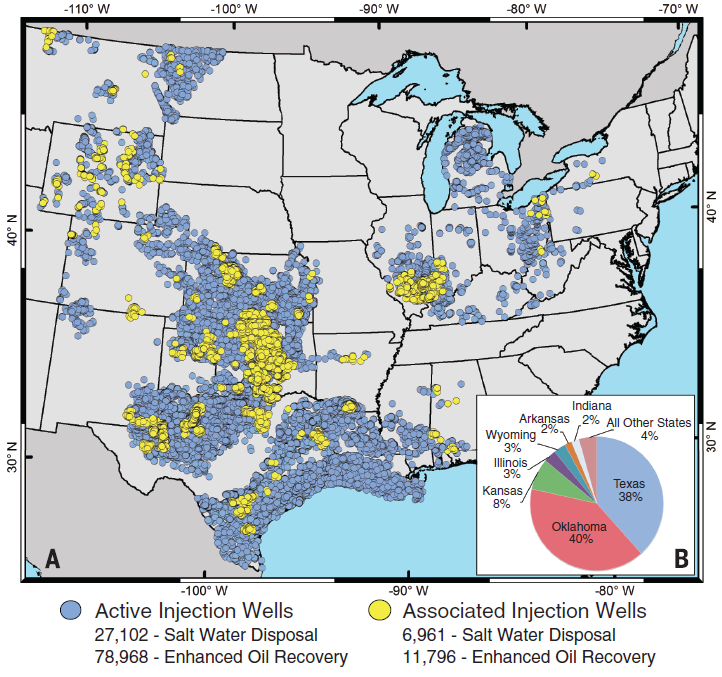 -110° W -100° W -90° W -80° W -70° W
40° N
30° N
40° N
30° N
A
Indiana
2%
Arkansas
2%
All Other States
4%
Wyoming
3%
Illinois
3%
Kansas
8%
Texas
38%
Oklahoma
40%
B
-100° W -90° W -80° W
Active Injection Wells
27,102 - Salt Water Disposal
78,968 - Enhanced Oil Recovery
Associated Injection Wells
6,961 - Salt Water Disposal
11,796 - Enhanced Oil Recovery